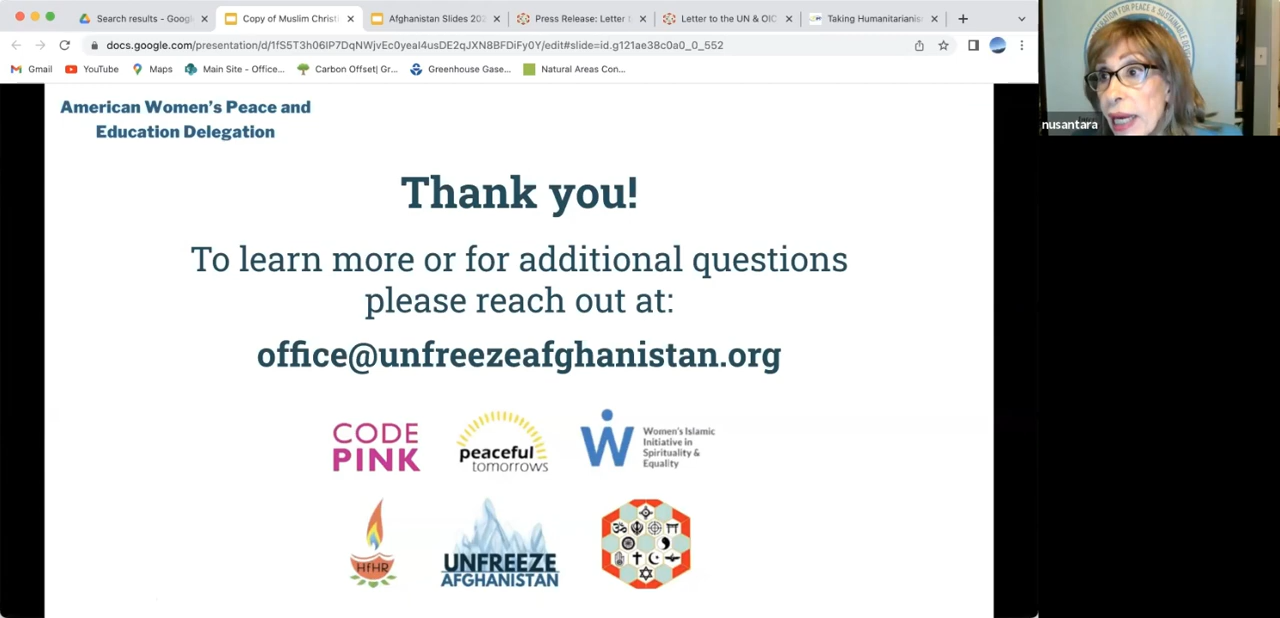 Search results - Googl
Copy of Muslim Christi
Afghanistan Slides 202
Press Release: Letter
Letter to the UN & OIC
Taking Humanitarianis
docs.google.com/presentation/d/1fS5T3h06IP7DqNWjvEc0yeaI4usDE2qJXN8BFDiFy0Y/edit#slide=id.g121ae38c0a0_0_552
Gmail
YouTube
Maps
Main Site - Office...
Carbon Offset| Gr...
Greenhouse Gase...
Natural Areas Con...
nusantara
American Women's Peace and
Education Delegation
Thank you!
To learn more or for additional questions
please reach out at:
office@unfreezeafghanistan.org
CODE
PINK
peaceful
tomorrows
Women's Islamic
Initiative in
Spirituality &
Equality
HfHR
UNFREEZE
AFGHANISTAN